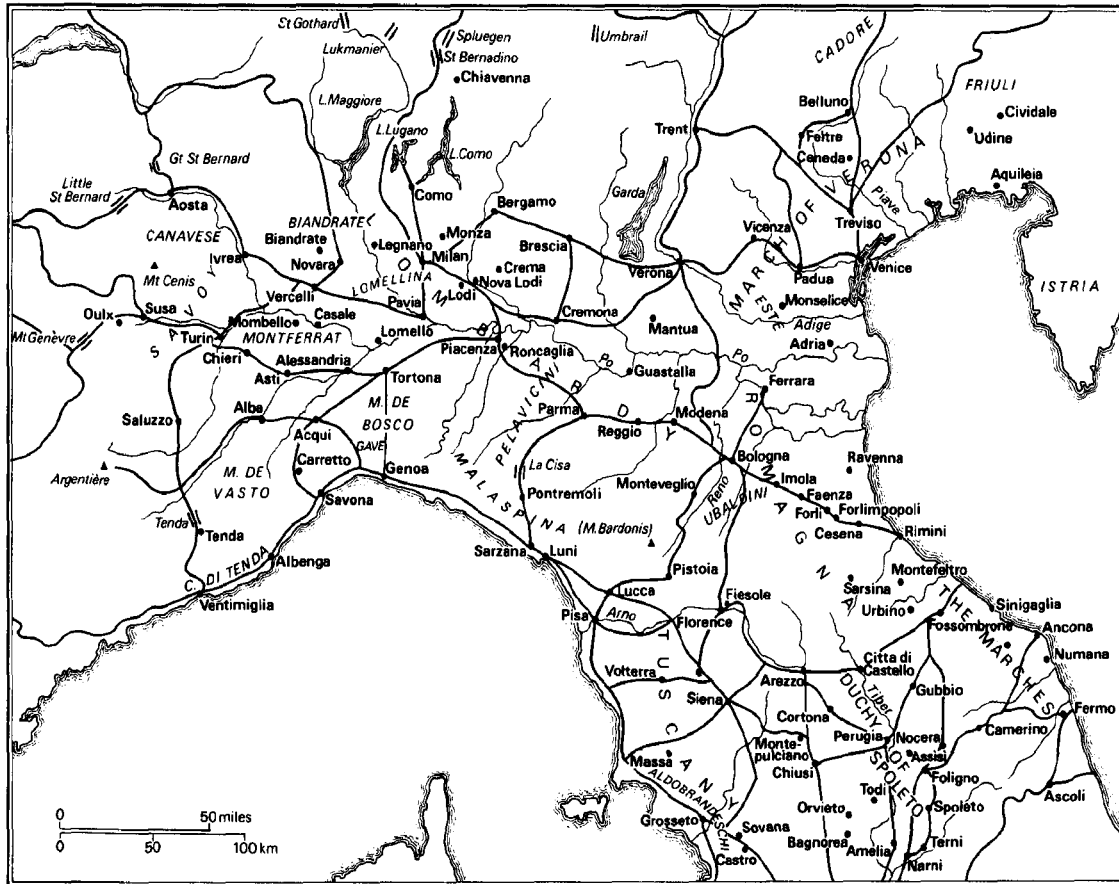 St Gothard
Lukmanier
Spluegen
St Bernadino
Chiavenna
Umbrail
CADORE
FRIULI
Belluno
Cividale
Udine
Feltre
Ceneda
Aquileia
L. Maggiore
L. Lugano
L. Como
Trent
Gt St Bernard
Little
St Bernard
Aosta
Como
Garda
Piave
Treviso
MARCH OF VERONA
CANAVESE
BIANDRATE
Biandrate
Legnano
Monza
Bergamo
Brescia
Vicenza
Ivrea
Novara
Milan
Crema
Verona
Padua
Venice
Mt Cenis
LOMELLINA
Lodi
Nova Lodi
ESTE
Monselice
ISTRIA
SAVOY
Vercelli
Pavia
Cremona
Mantua
Adige
Adria
Oulx
Susa
Mombello
Casale
Lomello
Mt Genèvre
Turin
MONTFERRAT
Piacenza
Roncaglia
Po
Po
Chieri
Alessandria
Guastalla
Asti
Tortona
Ferrara
LOMBARDY
Saluzzo
Alba
Acqui
M. DE
BOSCO
PELAVICINI
Parma
Reggio
Modena
GAVE
Bologna
Ravenna
ROMAGNA
Argentière
Carretto
Genoa
MALASPINA
La Cisa
Imola
M. DE
VASTO
Pontremoli
Monteveglio
Reno
UBALDINI
Faenza
Savona
Forli
Forlimpopoli
Tenda
Tenda
(M. Bardonis)
Cesena
Rimini
C. DI TENDA
Albenga
Sarzana
Luni
Montefeltro
Ventimiglia
Pistoia
Sarsina
Lucca
Fiesole
Urbino
Sinigaglia
Pisa
Arno
Florence
Fossombrone
Ancona
THE MARCHES
Numana
Volterra
Citta di
Castello
TUSCANY
Arezzo
Gubbio
Siena
Tiber
Fermo
Cortona
DUCHY OF SPOLETO
Camerino
Perugia
Nocera
Massa
Monte-
pulciano
Assisi
Chiusi
Foligno
ALDOBRANDESCHI
Todi
Ascoli
Orvieto
Spoleto
Grosseto
Sovana
Bagnorea
Terni
Castro
Amelia
Narni
0
50 miles
0
50
100 km